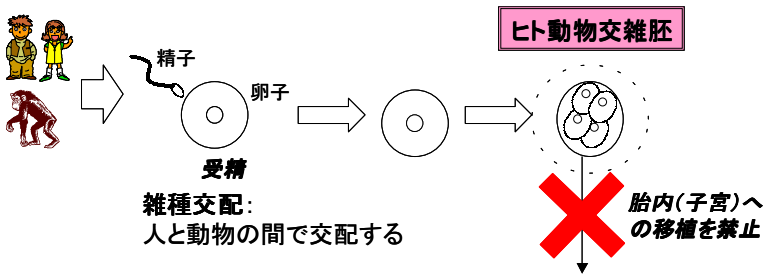 ヒト動物交雑胚
精子
卵子
受精
雑種交配：
人と動物の間で交配する
胎内（子宮）へ
の移植を禁止